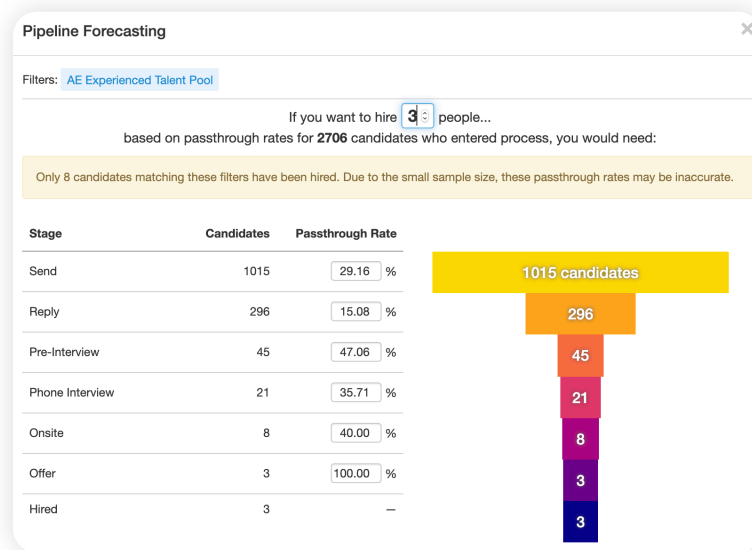 Pipeline Forecasting
×
Filters: AE Experienced Talent Pool
If you want to hire 3 people...
based on passthrough rates for 2706 candidates who entered process, you would need:
Only 8 candidates matching these filters have been hired. Due to the small sample size, these passthrough rates may be inaccurate.
Stage Candidates Passthrough Rate
Send 1015 29.16 %
Reply 296 15.08 %
Pre-Interview 45 47.06 %
Phone Interview 21 35.71 %
Onsite 8 40.00 %
Offer 3 100.00 %
Hired 3 —
1015 candidates
296
45
21
8
3
3